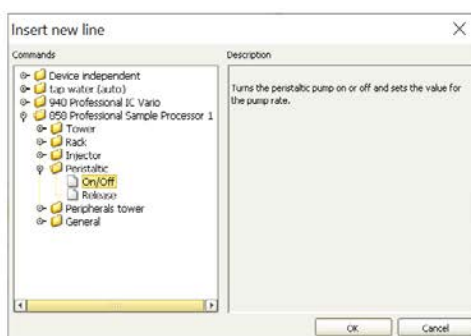 Insert new line
Commands
Description
Device independent
tap water (auto)
940 Professional IC Vario
858 Professional Sample Processor 1
Tower
Rack
Injector
Peristaltic
On/Off
Release
Peripherals tower
General
Turns the peristaltic pump on or off and sets the value for
the pump rate.
OK
Cancel